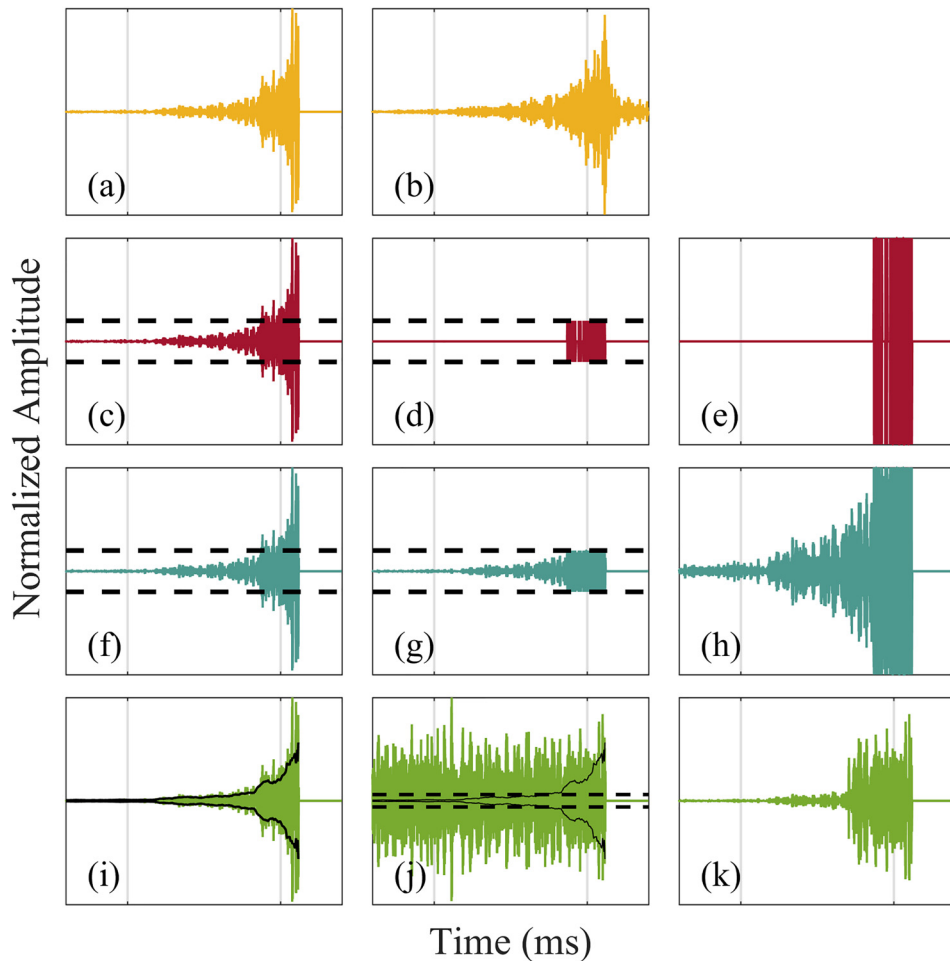 (a)
(b)
Normalized Amplitude
(c)
(d)
(e)
(f)
(g)
(h)
(i)
(j)
(k)
Time (ms)